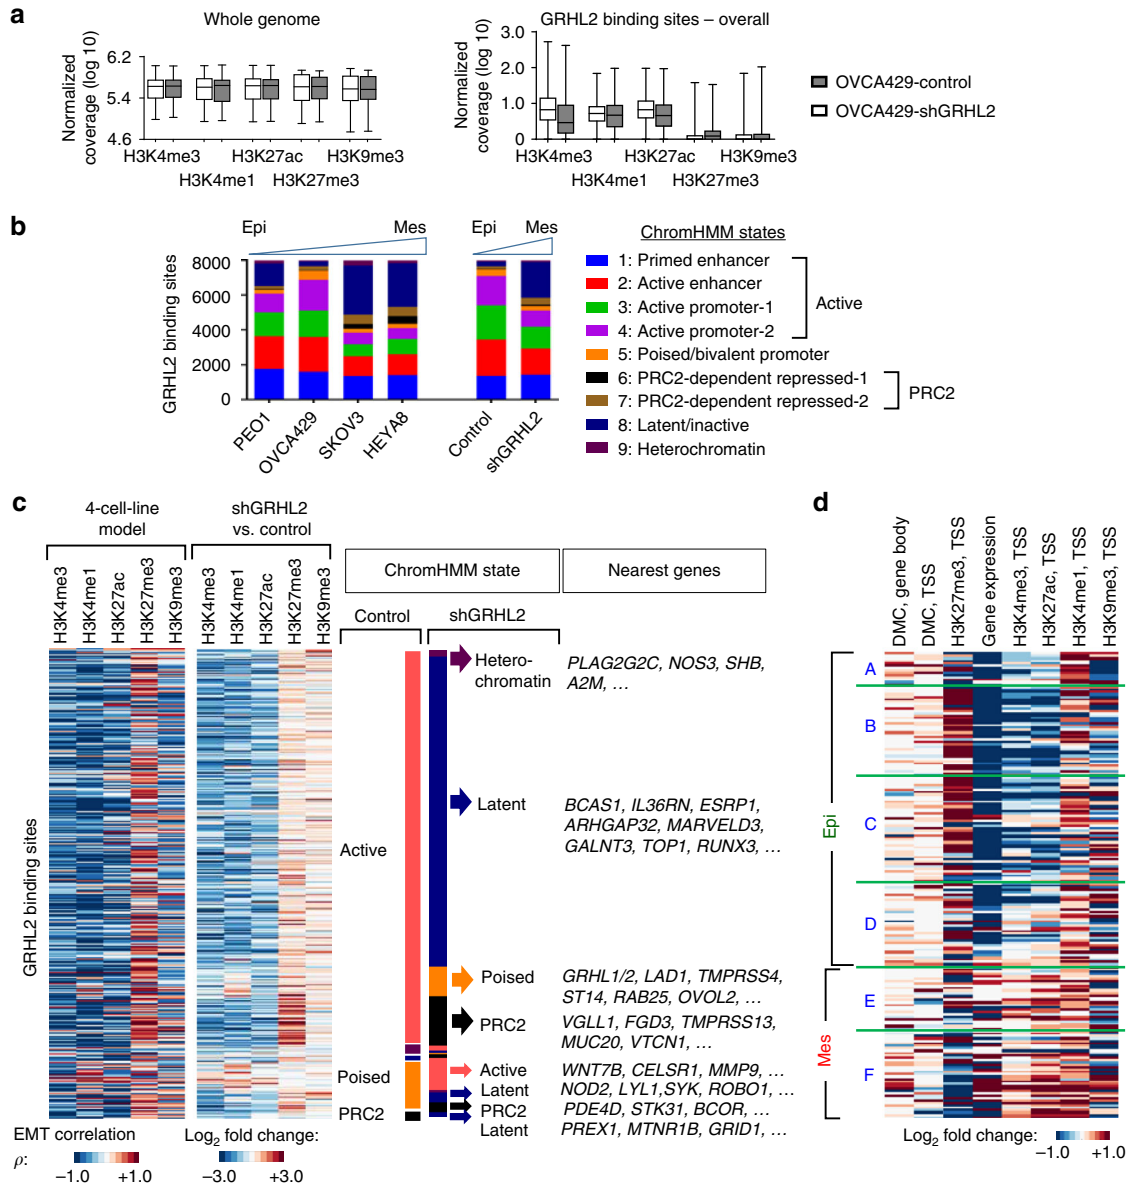 a
Whole genome
Normalized coverage (log 10)
6.2
5.4
4.6
H3K4me3
H3K27ac
H3K9me3
H3K4me1
H3K27me3
GRHL2 binding sites – overall
Normalized coverage (log 10)
3.0
2.0
1.0
0
H3K4me3
H3K27ac
H3K9me3
H3K4me1
H3K27me3
OVCA429-control
OVCA429-shGRHL2
b
Epi
Mes
Epi
Mes
GRHL2 binding sites
8000
6000
4000
2000
0
PEO1
OVCA429
SKOV3
HEYA8
Control
shGRHL2
ChromHMM states
1: Primed enhancer
2: Active enhancer
3: Active promoter-1
4: Active promoter-2
5: Poised/bivalent promoter
6: PRC2-dependent repressed-1
7: PRC2-dependent repressed-2
8: Latent/inactive
9: Heterochromatin
Active
PRC2
c
4-cell-line
model
shGRHL2
vs. control
H3K4me3
H3K4me1
H3K27ac
H3K27me3
H3K9me3
H3K4me3
H3K4me1
H3K27ac
H3K27me3
H3K9me3
ChromHMM state
Nearest genes
Control
shGRHL2
GRHL2 binding sites
Active
Poised
PRC2
Hetero-
chromatin
PLAG2G2C, NOS3, SHB,
A2M, …
Latent
BCAS1, IL36RN, ESRP1,
ARHGAP32, MARVELD3,
GALNT3, TOP1, RUNX3, …
Poised
GRHL1/2, LAD1, TMPRSS4,
ST14, RAB25, OVOL2, …
PRC2
VGLL1, FGD3, TMPRSS13,
MUC20, VTCN1, …
Active
WNT7B, CELSR1, MMP9, …
Latent
NOD2, LYL1,SYK, ROBO1, …
PRC2
PDE4D, STK31, BCOR, …
Latent
PREX1, MTNR1B, GRID1, …
EMT correlation
ρ:
–1.0
+1.0
Log2 fold change:
–3.0
+3.0
d
DMC, gene body
DMC, TSS
H3K27me3, TSS
Gene expression
H3K4me3, TSS
H3K27ac, TSS
H3K4me1, TSS
H3K9me3, TSS
Epi
Mes
A
B
C
D
E
F
Log2 fold change:
–1.0
+1.0